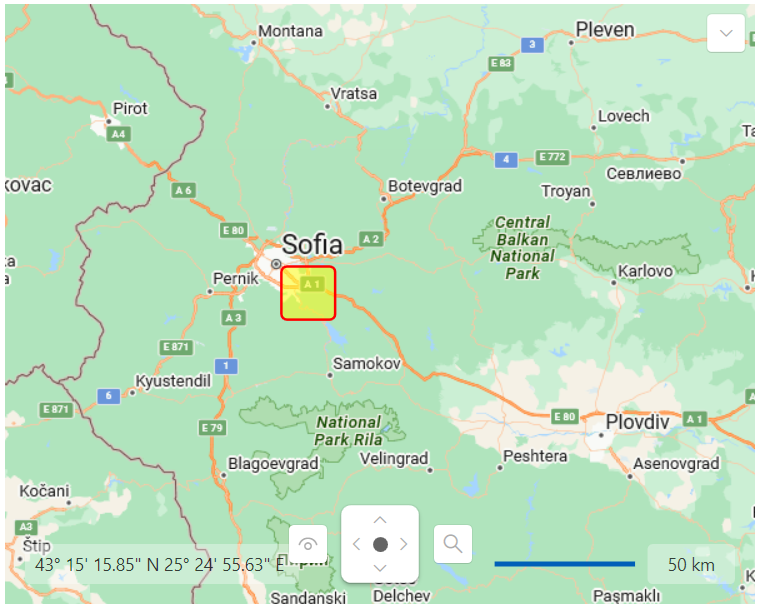 Montana
Pleven
3
E 83
Vratsa
Pirot
A4
Lovech
4
E 772
Севлиево
kovac
A 6
Botevgrad
Troyan
E 80
Sofia
A 2
Central
Balkan
National
Park
Pernik
A 1
Karlovo
A 3
E 871
1
Samokov
6
Kyustendil
E 871
E 79
National
Park Rila
E 80
Plovdiv
A 1
Blagoevgrad
Velingrad
Peshtera
Asenovgrad
Kočani
A3
Štip
43° 15' 15.85" N 25° 24' 55.63" E
50 km
Sandanski
Delchev
Paşmaklı